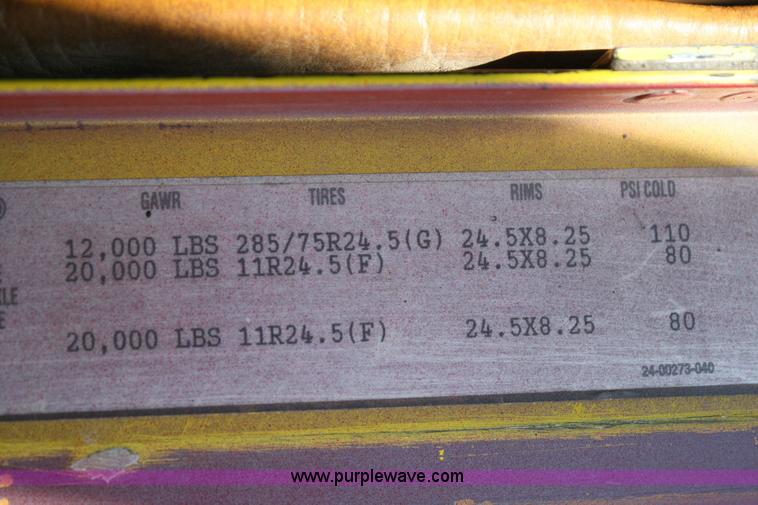 GAWR TIRES RIMS PSI COLD
12,000 LBS 285/75R24.5(G) 24.5X8.25 110
20,000 LBS 11R24.5(F) 24.5X8.25 80
20,000 LBS 11R24.5(F) 24.5X8.25 80
24-00273-040
www.purplewave.com